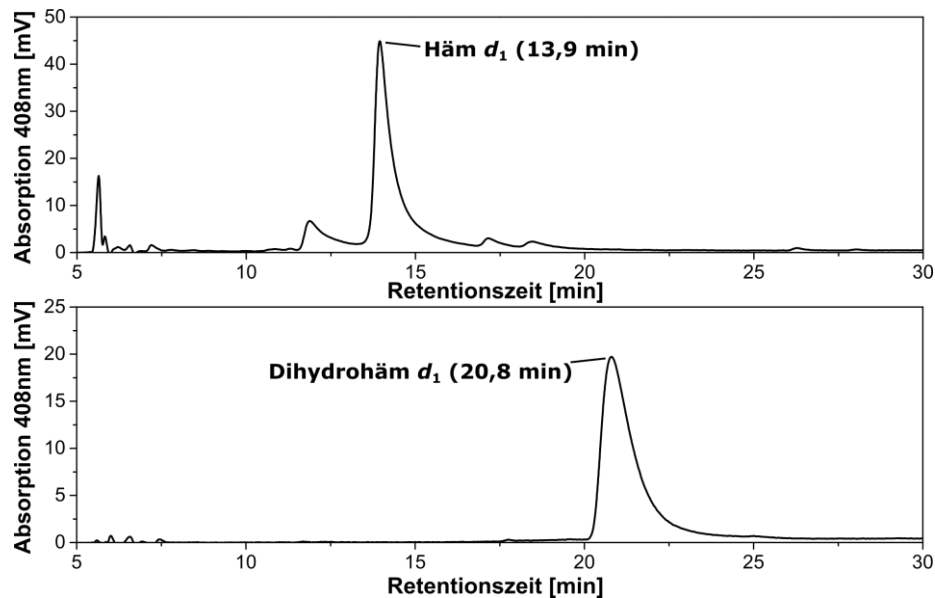 50
40
30
20
10
0
Absorption 408nm [mV]
Häm d₁ (13,9 min)
5 10 15 20 25 30
Retentionszeit [min]
25
20
15
10
5
0
Absorption 408nm [mV]
Dihydrohäm d₁ (20,8 min)
5 10 15 20 25 30
Retentionszeit [min]